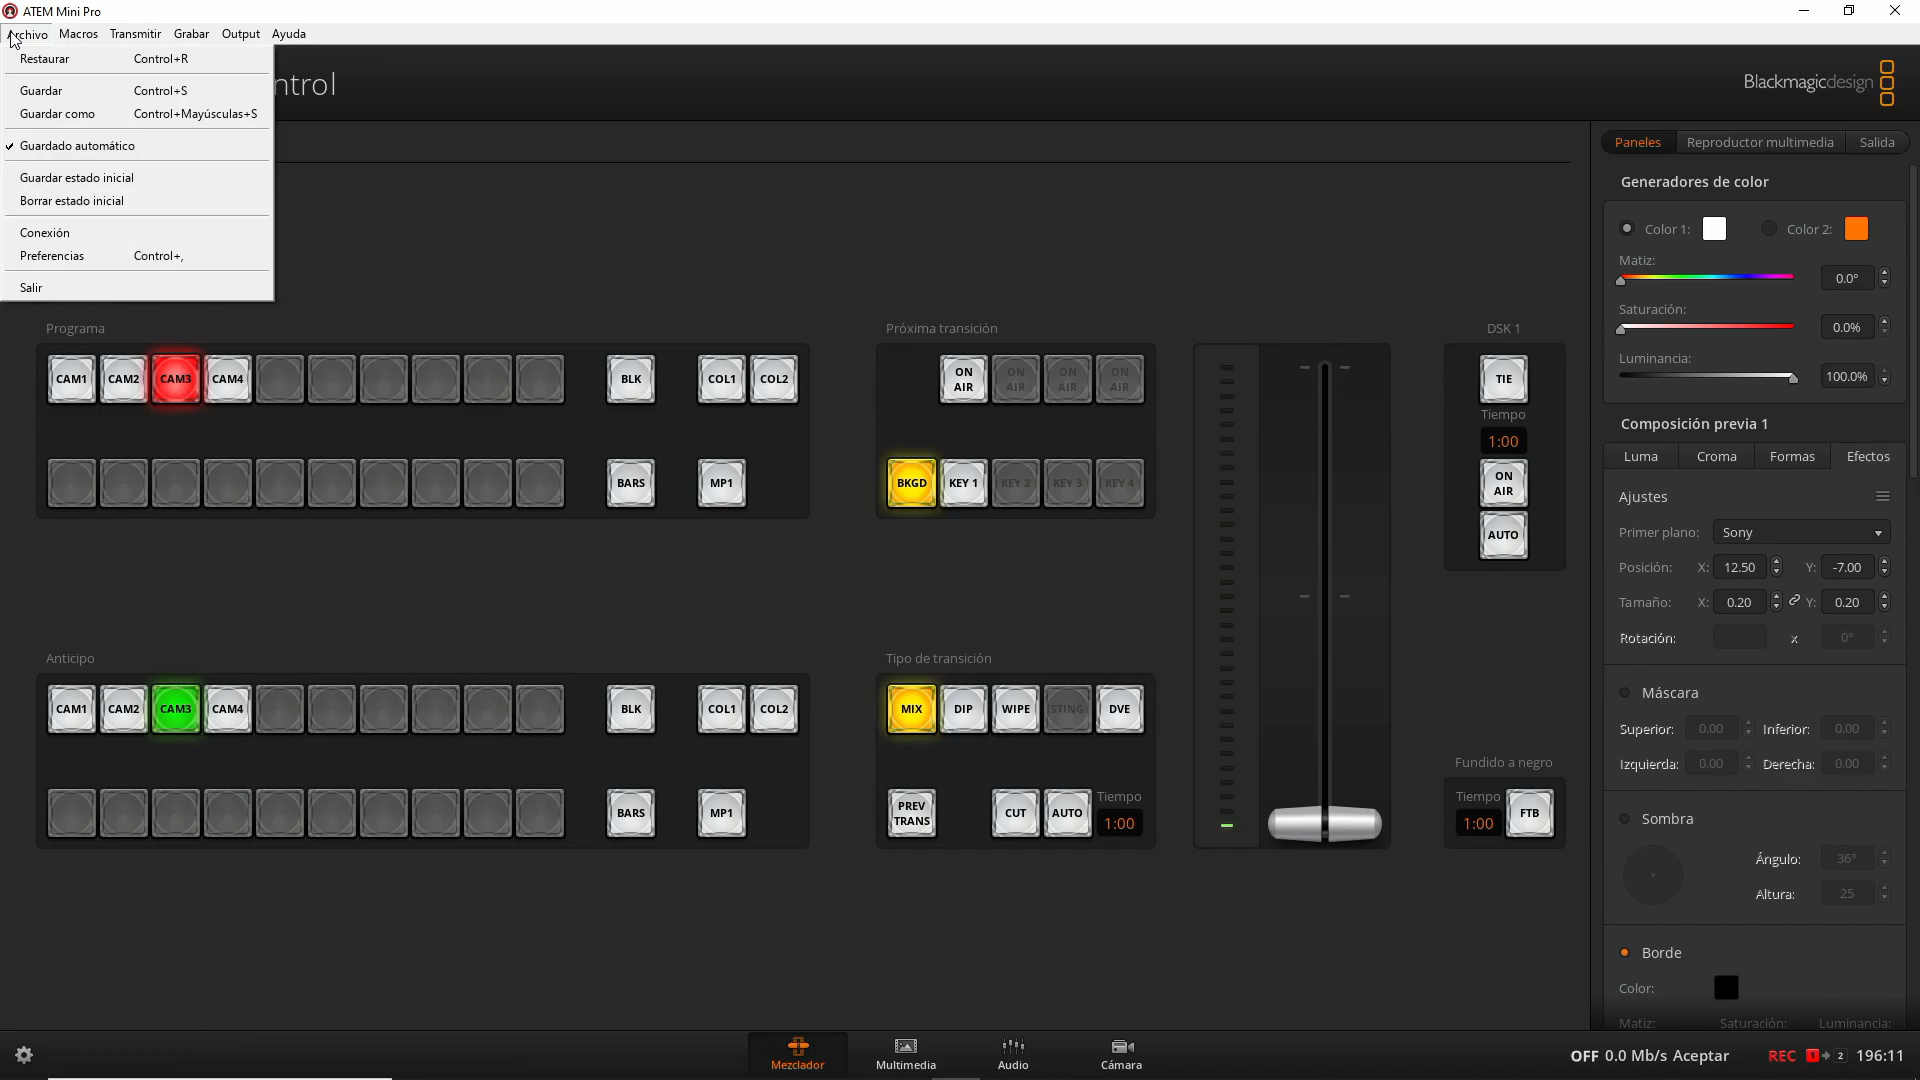 ATEM Mini Pro
Archivo Macros Transmitir Grabar Output Ayuda
Restaurar Control+R
Guardar Control+S
Guardar como Control+Mayúsculas+S
✓ Guardado automático
Guardar estado inicial
Borrar estado inicial
Conexión
Preferencias Control+,
Salir
ntrol
Blackmagicdesign
Paneles Reproductor multimedia Salida
Generadores de color
Color 1: Color 2:
Matiz:
0.0°
Saturación:
0.0%
Luminancia:
100.0%
Composición previa 1
Luma Croma Formas Efectos
Ajustes
Primer plano: Sony
Posición: X: 12.50 Y: -7.00
Tamaño: X: 0.20 Y: 0.20
Rotación: x 0°
Máscara
Superior: 0.00 Inferior: 0.00
Izquierda: 0.00 Derecha: 0.00
Sombra
Ángulo: 36°
Altura: 25
Borde
Color:
Matiz: Saturación: Luminancia:
Programa
CAM1 CAM2 CAM3 CAM4 BLK COL1 COL2
BARS MP1
Próxima transición
ON AIR ON AIR ON AIR ON AIR
BKGD KEY 1 KEY 2 KEY 3 KEY 4
DSK 1
TIE
Tiempo
1:00
ON AIR
AUTO
Anticipo
CAM1 CAM2 CAM3 CAM4 BLK COL1 COL2
BARS MP1
Tipo de transición
MIX DIP WIPE STING DVE
PREV TRANS CUT AUTO Tiempo 1:00
Fundido a negro
Tiempo 1:00 FTB
Mezclador Multimedia Audio Cámara
OFF 0.0 Mb/s Aceptar REC 1 2 196:11